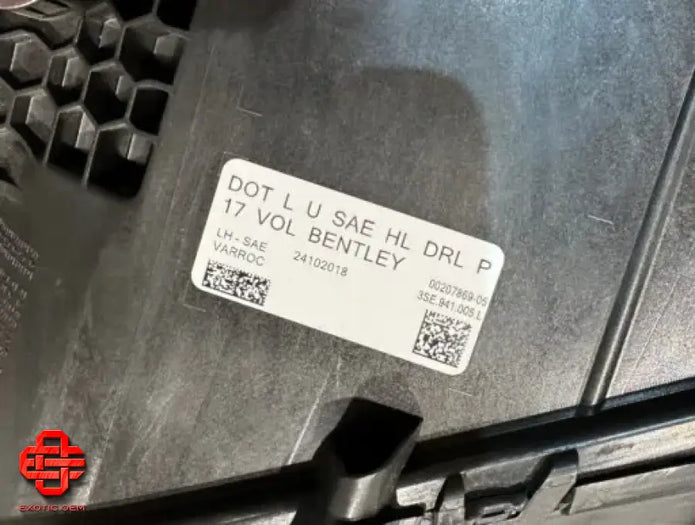 DOT L U SAE HL DRL P
17 VOL BENTLEY
LH - SAE
VARROC
24102018
00207869-05
3SE.941.005.L
EXOTIC OEM